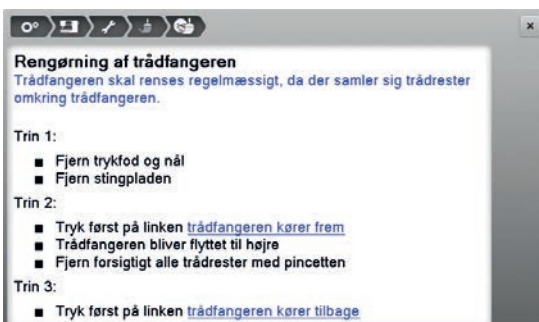 Rengørning af trådfangeren
Trådfangeren skal renses regelmæssigt, da der samler sig trådrester
omkring trådfangeren.
Trin 1:
■ Fjern trykfod og nål
■ Fjern stingpladen
Trin 2:
■ Tryk først på linken trådfangeren kører frem
■ Trådfangeren bliver flyttet til højre
■ Fjern forsigtigt alle trådrester med pincetten
Trin 3:
■ Tryk først på linken trådfangeren kører tilbage